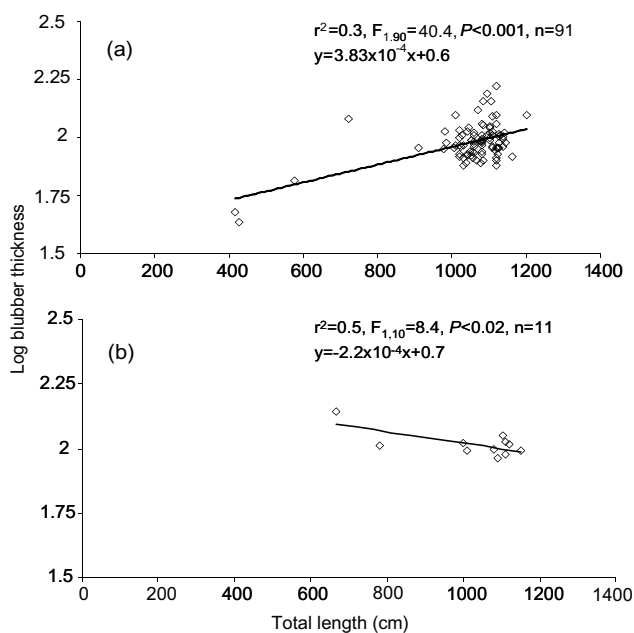 2.5
(a)
r²=0.3, F1.90=40.4, P<0.001, n=91
y=3.83x10⁻⁴x+0.6
2.25
2
1.75
1.5
0 200 400 600 800 1000 1200 1400
Log blubber thickness
2.5
(b)
r²=0.5, F1,10=8.4, P<0.02, n=11
y=-2.2x10⁻⁴x+0.7
2.25
2
1.75
1.5
0 200 400 600 800 1000 1200 1400
Total length (cm)